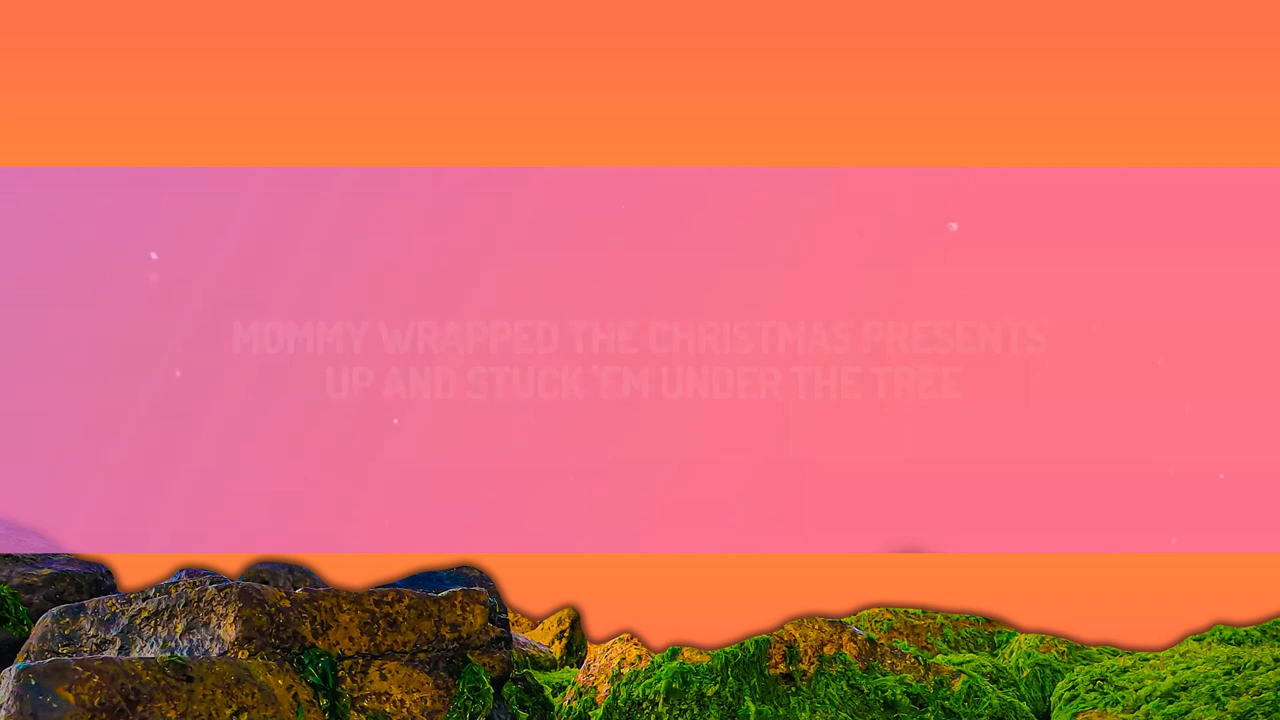 MOMMY WRAPPED THE CHRISTMAS PRESENTS
UP AND STUCK 'EM UNDER THE TREE